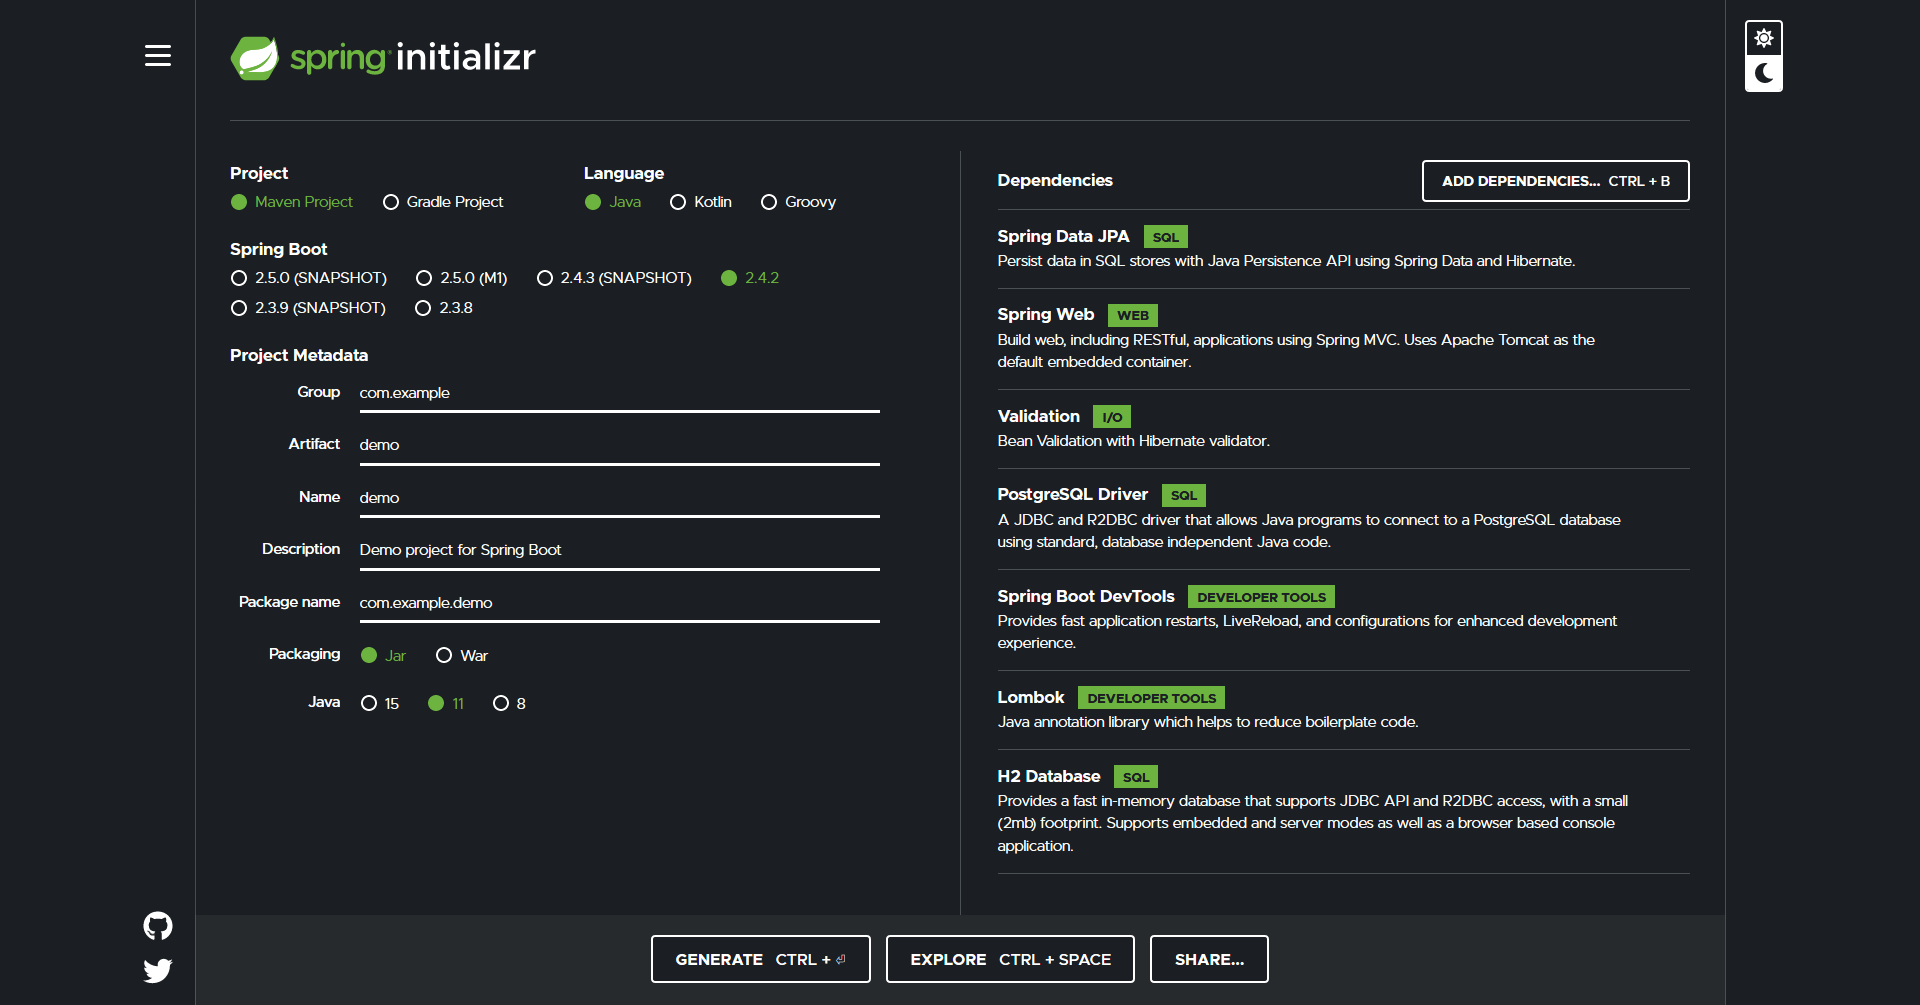 spring initializr
Project
Maven Project
Gradle Project
Language
Java
Kotlin
Groovy
Spring Boot
2.5.0 (SNAPSHOT)
2.5.0 (M1)
2.4.3 (SNAPSHOT)
2.4.2
2.3.9 (SNAPSHOT)
2.3.8
Project Metadata
Group
com.example
Artifact
demo
Name
demo
Description
Demo project for Spring Boot
Package name
com.example.demo
Packaging
Jar
War
Java
15
11
8
Dependencies
ADD DEPENDENCIES... CTRL + B
Spring Data JPA SQL
Persist data in SQL stores with Java Persistence API using Spring Data and Hibernate.
Spring Web WEB
Build web, including RESTful, applications using Spring MVC. Uses Apache Tomcat as the
default embedded container.
Validation I/O
Bean Validation with Hibernate validator.
PostgreSQL Driver SQL
A JDBC and R2DBC driver that allows Java programs to connect to a PostgreSQL database
using standard, database independent Java code.
Spring Boot DevTools DEVELOPER TOOLS
Provides fast application restarts, LiveReload, and configurations for enhanced development
experience.
Lombok DEVELOPER TOOLS
Java annotation library which helps to reduce boilerplate code.
H2 Database SQL
Provides a fast in-memory database that supports JDBC API and R2DBC access, with a small
(2mb) footprint. Supports embedded and server modes as well as a browser based console
application.
GENERATE CTRL + ⏎
EXPLORE CTRL + SPACE
SHARE...